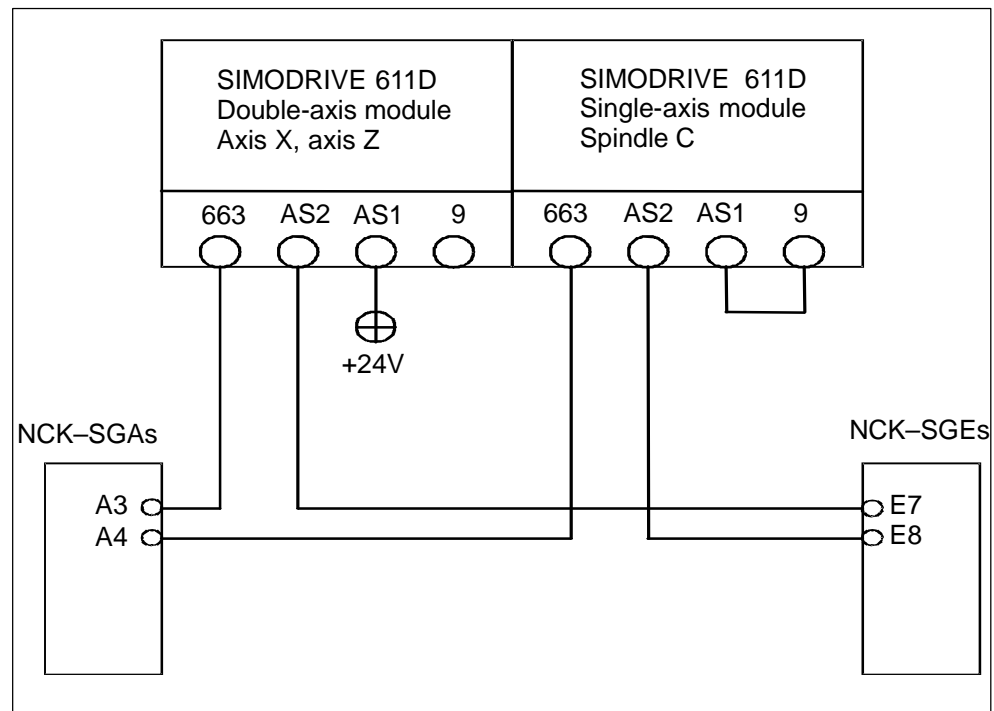 SIMODRIVE 611D
Double-axis module
Axis X, axis Z
SIMODRIVE 611D
Single-axis module
Spindle C
663 AS2 AS1 9
663 AS2 AS1 9
+24V
NCK–SGAs
A3
A4
NCK–SGEs
E7
E8